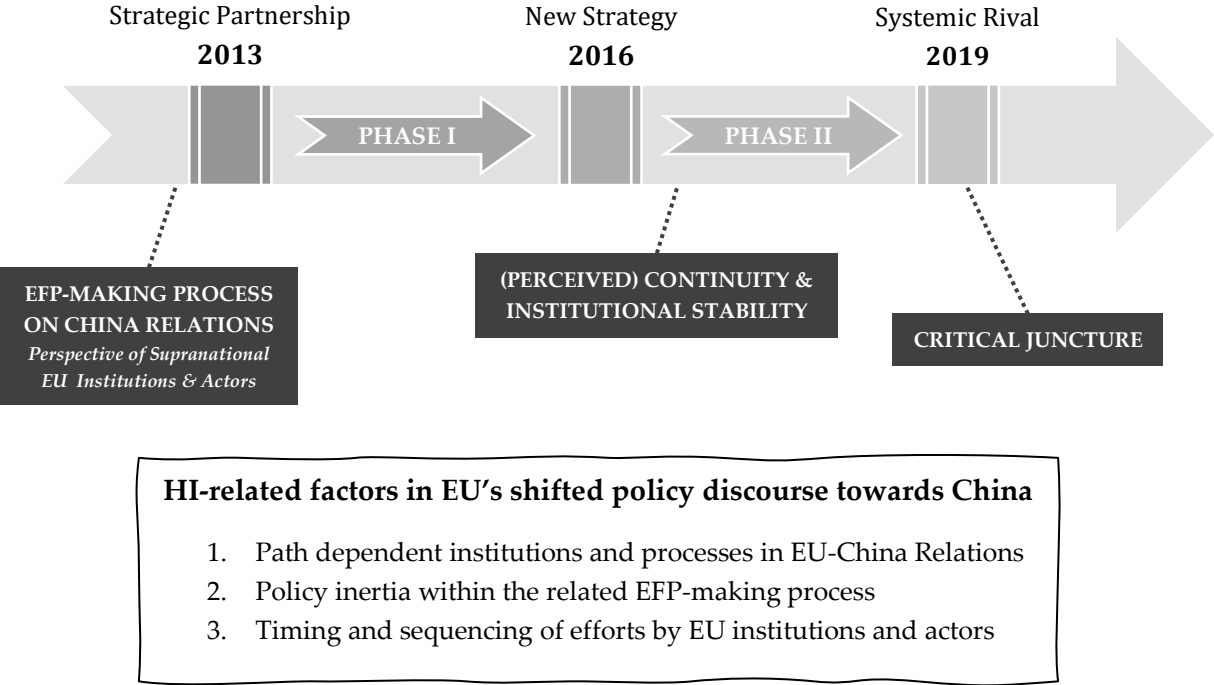 Strategic Partnership
2013
New Strategy
2016
Systemic Rival
2019
PHASE I
PHASE II
EFP-MAKING PROCESS
ON CHINA RELATIONS
Perspective of Supranational
EU Institutions & Actors
(PERCEIVED) CONTINUITY &
INSTITUTIONAL STABILITY
CRITICAL JUNCTURE
HI-related factors in EU's shifted policy discourse towards China
1. Path dependent institutions and processes in EU-China Relations
2. Policy inertia within the related EFP-making process
3. Timing and sequencing of efforts by EU institutions and actors